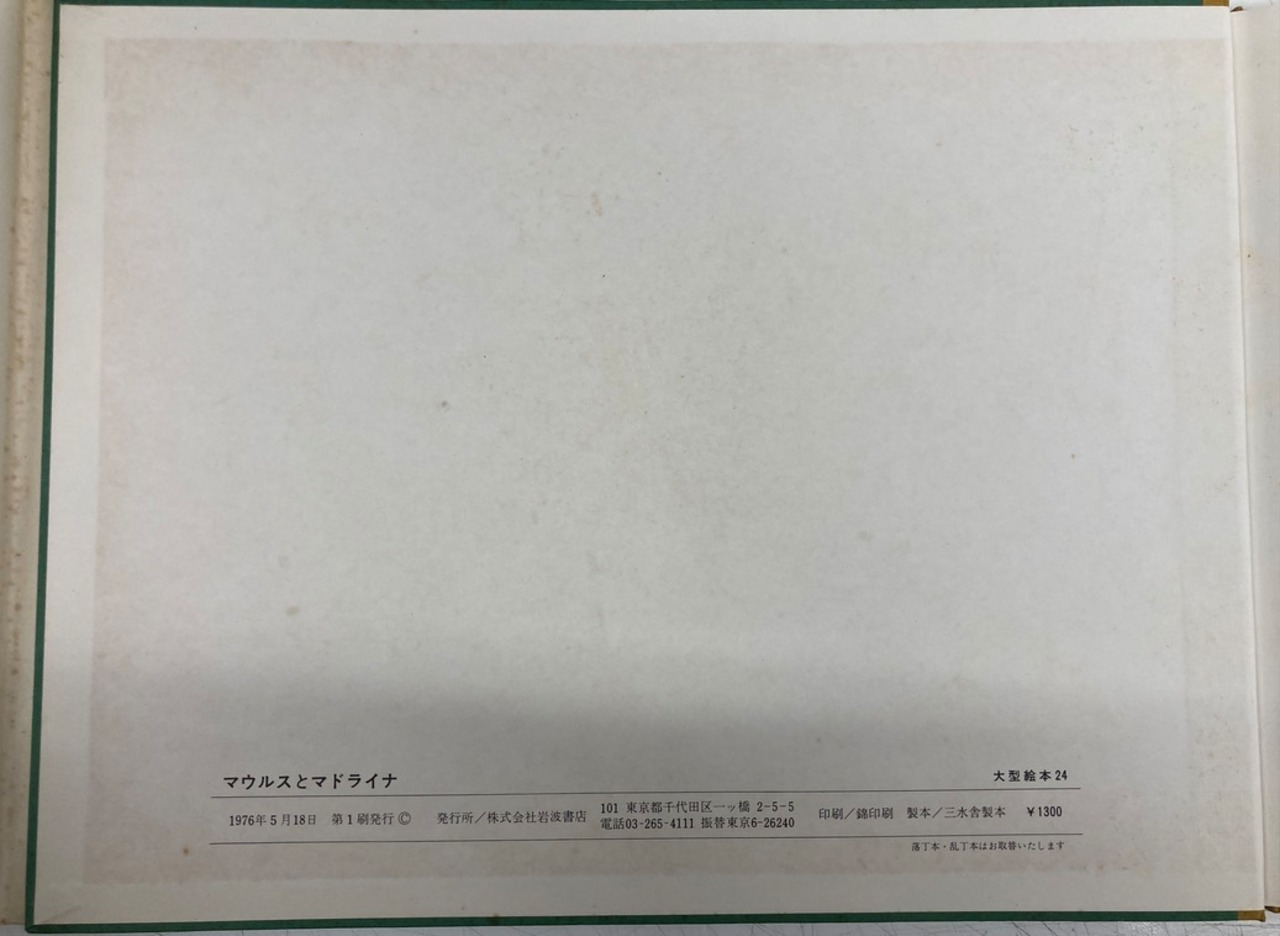 マウルスとマドライナ
大型絵本24
1976年5月18日 第1刷発行 © 発行所/株式会社岩波書店
101 東京都千代田区一ッ橋 2-5-5
電話03-265-4111 振替東京6-26240
印刷/錦印刷 製本/三水舎製本 ¥1300
落丁本・乱丁本はお取替いたします